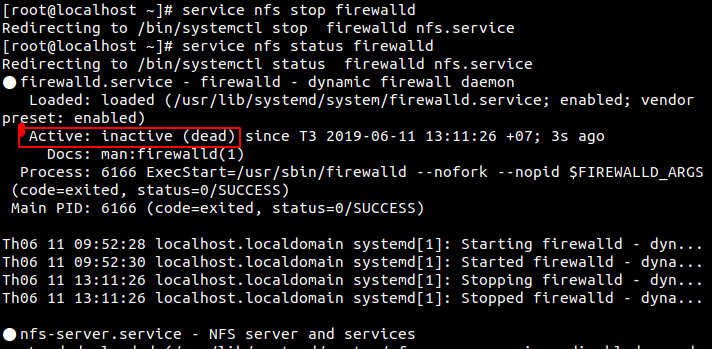 [root@localhost ~]# service nfs stop firewalld
Redirecting to /bin/systemctl stop  firewalld nfs.service
[root@localhost ~]# service nfs status firewalld
Redirecting to /bin/systemctl status  firewalld nfs.service
●firewalld.service - firewalld - dynamic firewall daemon
   Loaded: loaded (/usr/lib/systemd/system/firewalld.service; enabled; vendor
preset: enabled)
   Active: inactive (dead) since T3 2019-06-11 13:11:26 +07; 3s ago
     Docs: man:firewalld(1)
  Process: 6166 ExecStart=/usr/sbin/firewalld --nofork --nopid $FIREWALLD_ARGS
 (code=exited, status=0/SUCCESS)
 Main PID: 6166 (code=exited, status=0/SUCCESS)

Th06 11 09:52:28 localhost.localdomain systemd[1]: Starting firewalld - dyn...
Th06 11 09:52:30 localhost.localdomain systemd[1]: Started firewalld - dyna...
Th06 11 13:11:26 localhost.localdomain systemd[1]: Stopping firewalld - dyn...
Th06 11 13:11:26 localhost.localdomain systemd[1]: Stopped firewalld - dyna...

●nfs-server.service - NFS server and services